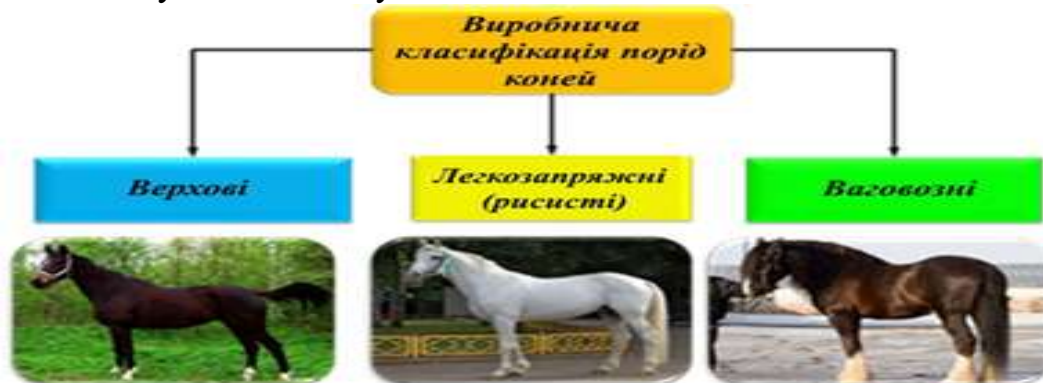 Виробнича
класифікація порід
коней
Верхові
Легкозапряжні
(рисисті)
Ваговозні